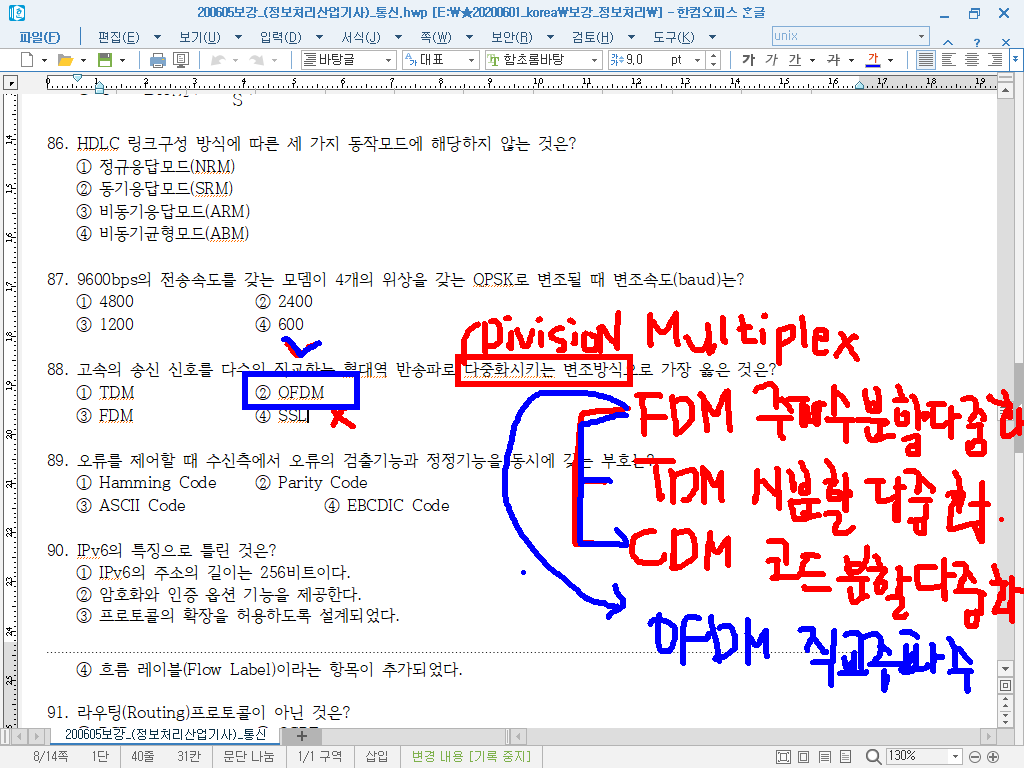 200605보강_(정보처리산업기사)_통신.hwp [E:\★20200601_korea\보강_정보처리\] - 한컴오피스 한글
파일(F) 편집(E) 보기(U) 입력(D) 서식(J) 쪽(W) 보안(B) 검토(H) 도구(K) unix
바탕글 대표 함초롬바탕 9,0 pt 가 가 가 가 가
86. HDLC 링크구성 방식에 따른 세 가지 동작모드에 해당하지 않는 것은?
① 정규응답모드(NRM)
② 동기응답모드(SRM)
③ 비동기응답모드(ARM)
④ 비동기균형모드(ABM)
87. 9600bps의 전송속도를 갖는 모뎀이 4개의 위상을 갖는 QPSK로 변조될 때 변조속도(baud)는?
① 4800 ② 2400
③ 1200 ④ 600
Division Multiplex
88. 고속의 송신 신호를 다수의 직교하는 협대역 반송파로 다중화시키는 변조방식으로 가장 옳은 것은?
① TDM ② OFDM
③ FDM ④ SSL
FDM 주파수분할다중화
89. 오류를 제어할 때 수신측에서 오류의 검출기능과 정정기능을 동시에 갖는 부호는?
① Hamming Code ② Parity Code
③ ASCII Code ④ EBCDIC Code
TDM 시분할 다중화.
CDM 코드분할다중화
90. IPv6의 특징으로 틀린 것은?
① IPv6의 주소의 길이는 256비트이다.
② 암호화와 인증 옵션 기능을 제공한다.
③ 프로토콜의 확장을 허용하도록 설계되었다.
OFDM 직교주파수
④ 흐름 레이블(Flow Label)이라는 항목이 추가되었다.
91. 라우팅(Routing)프로토콜이 아닌 것은?
200605보강_(정보처리산업기사)_통신
8/14쪽 1단 40줄 31칸 문단 나눔 1/1 구역 삽입 변경 내용 [기록 중지] 130%